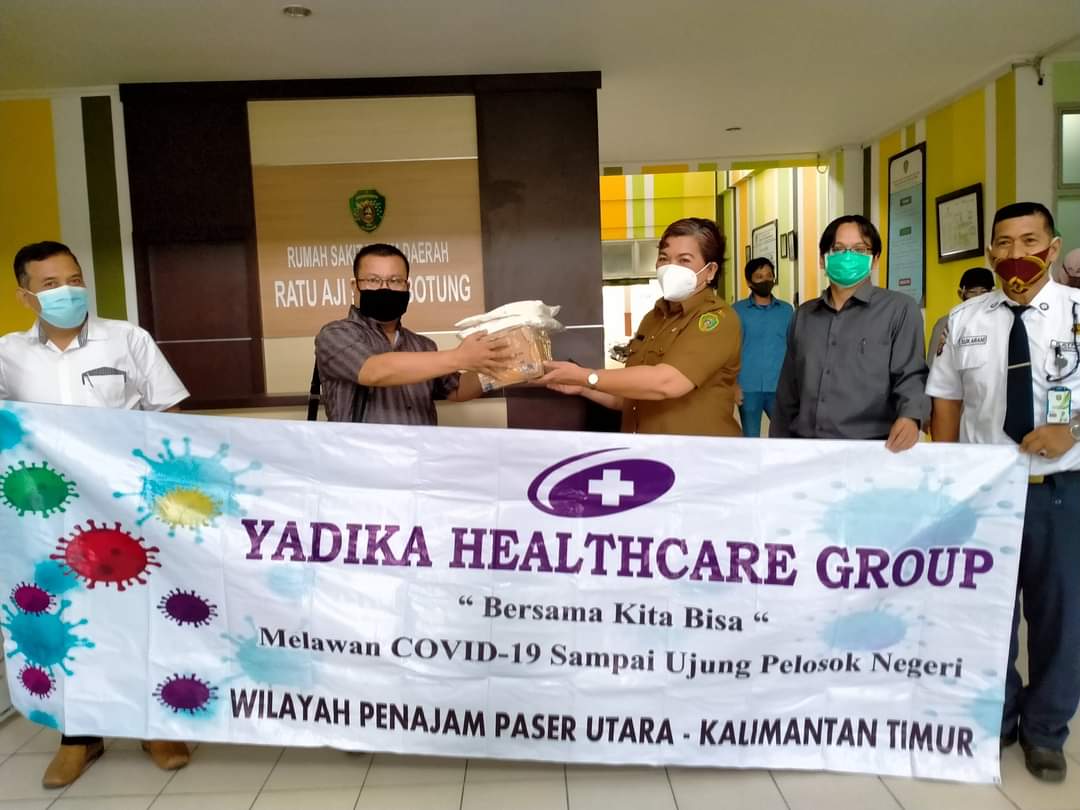 RUMAH SAKIT DAERAH
RATU AJI BOTUNG
YADIKA HEALTHCARE GROUP
“ Bersama Kita Bisa “
Melawan COVID-19 Sampai Ujung Pelosok Negeri
WILAYAH PENAJAM PASER UTARA - KALIMANTAN TIMUR